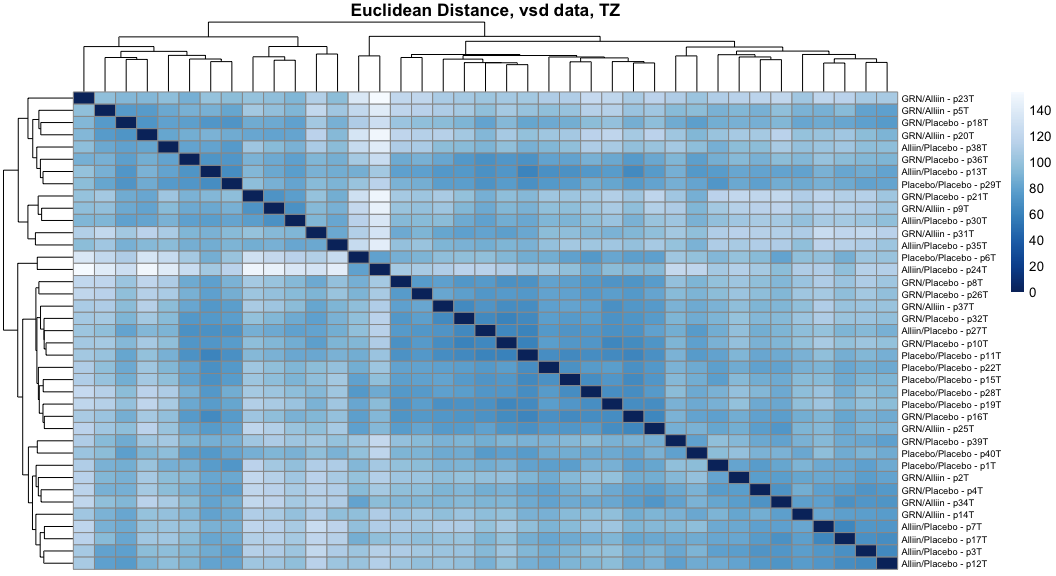 Euclidean Distance, vsd data, TZ
GRN/Alliin - p23T
GRN/Alliin - p5T
GRN/Placebo - p18T
GRN/Alliin - p20T
Alliin/Placebo - p38T
GRN/Placebo - p36T
Alliin/Placebo - p13T
Placebo/Placebo - p29T
GRN/Placebo - p21T
GRN/Alliin - p9T
Alliin/Placebo - p30T
GRN/Alliin - p31T
Alliin/Placebo - p35T
Placebo/Placebo - p6T
Alliin/Placebo - p24T
GRN/Placebo - p8T
GRN/Placebo - p26T
GRN/Alliin - p37T
GRN/Placebo - p32T
Alliin/Placebo - p27T
GRN/Placebo - p10T
Placebo/Placebo - p11T
Placebo/Placebo - p22T
Placebo/Placebo - p15T
Placebo/Placebo - p28T
Placebo/Placebo - p19T
GRN/Placebo - p16T
GRN/Alliin - p25T
GRN/Placebo - p39T
Placebo/Placebo - p40T
Placebo/Placebo - p1T
GRN/Alliin - p2T
GRN/Placebo - p4T
GRN/Alliin - p34T
GRN/Alliin - p14T
Alliin/Placebo - p7T
Alliin/Placebo - p17T
Alliin/Placebo - p3T
Alliin/Placebo - p12T
140
120
100
80
60
40
20
0